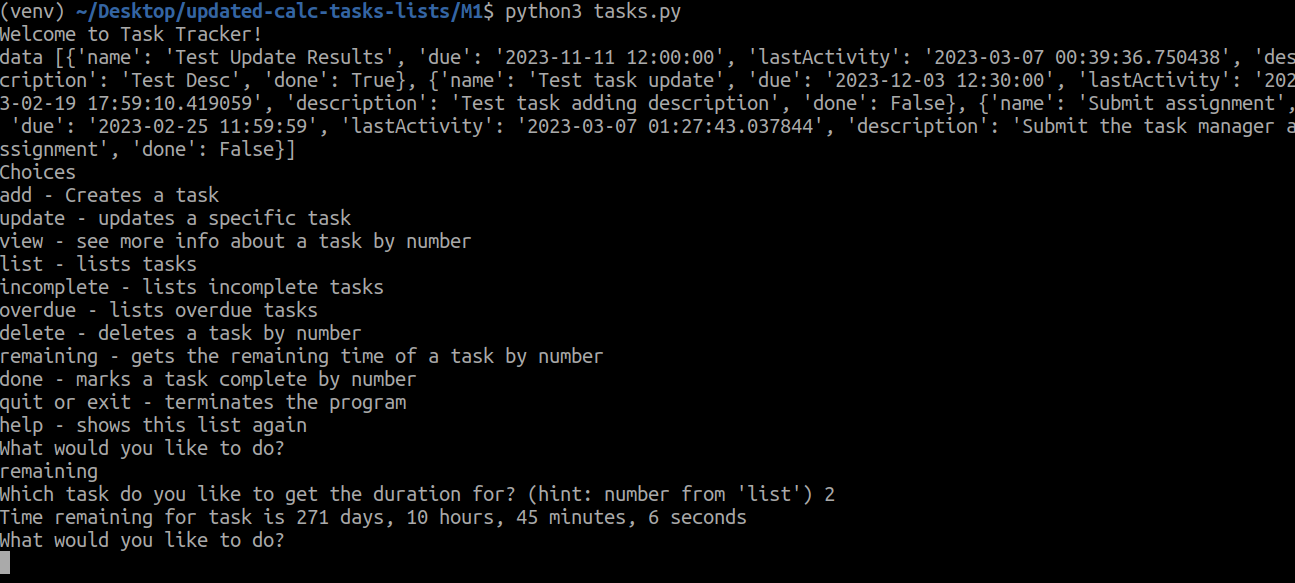 (venv) ~/Desktop/updated-calc-tasks-lists/M1$ python3 tasks.py
Welcome to Task Tracker!
data [{'name': 'Test Update Results', 'due': '2023-11-11 12:00:00', 'lastActivity': '2023-03-07 00:39:36.750438', 'des
cription': 'Test Desc', 'done': True}, {'name': 'Test task update', 'due': '2023-12-03 12:30:00', 'lastActivity': '202
3-02-19 17:59:10.419059', 'description': 'Test task adding description', 'done': False}, {'name': 'Submit assignment',
 'due': '2023-02-25 11:59:59', 'lastActivity': '2023-03-07 01:27:43.037844', 'description': 'Submit the task manager a
ssignment', 'done': False}]
Choices
add - Creates a task
update - updates a specific task
view - see more info about a task by number
list - lists tasks
incomplete - lists incomplete tasks
overdue - lists overdue tasks
delete - deletes a task by number
remaining - gets the remaining time of a task by number
done - marks a task complete by number
quit or exit - terminates the program
help - shows this list again
What would you like to do?
remaining
Which task do you like to get the duration for? (hint: number from 'list') 2
Time remaining for task is 271 days, 10 hours, 45 minutes, 6 seconds
What would you like to do?